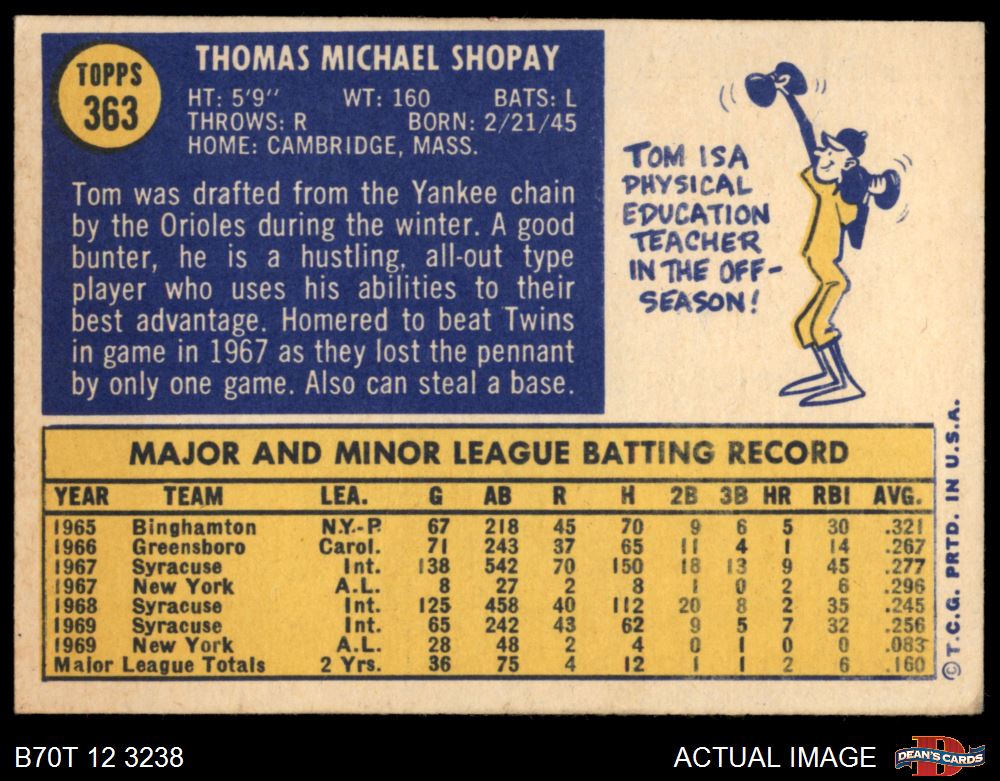 TOPPS
363
THOMAS MICHAEL SHOPAY
HT: 5'9" WT: 160 BATS: L
THROWS: R BORN: 2/21/45
HOME: CAMBRIDGE, MASS.
Tom was drafted from the Yankee chain
by the Orioles during the winter. A good
bunter, he is a hustling, all-out type
player who uses his abilities to their
best advantage. Homered to beat Twins
in game in 1967 as they lost the pennant
by only one game. Also can steal a base.
TOM IS A
PHYSICAL
EDUCATION
TEACHER
IN THE OFF-
SEASON!
MAJOR AND MINOR LEAGUE BATTING RECORD
YEAR TEAM LEA. G AB R H 2B 3B HR RBI AVG.
1965 Binghamton N.Y.-P. 67 218 45 70 9 6 5 30 .321
1966 Greensboro Carol. 71 243 37 65 11 4 1 14 .267
1967 Syracuse Int. 138 542 70 150 18 13 9 45 .277
1967 New York A.L. 8 27 2 8 1 0 2 6 .296
1968 Syracuse Int. 125 458 40 112 20 8 2 35 .245
1969 Syracuse Int. 65 242 43 62 9 5 7 32 .256
1969 New York A.L. 28 48 2 4 0 1 0 0 .083
Major League Totals 2 Yrs. 36 75 4 12 1 1 2 6 .160
© T.C.G. PRTD. IN U.S.A.
B70T 12 3238
ACTUAL IMAGE
D
DEAN'S CARDS